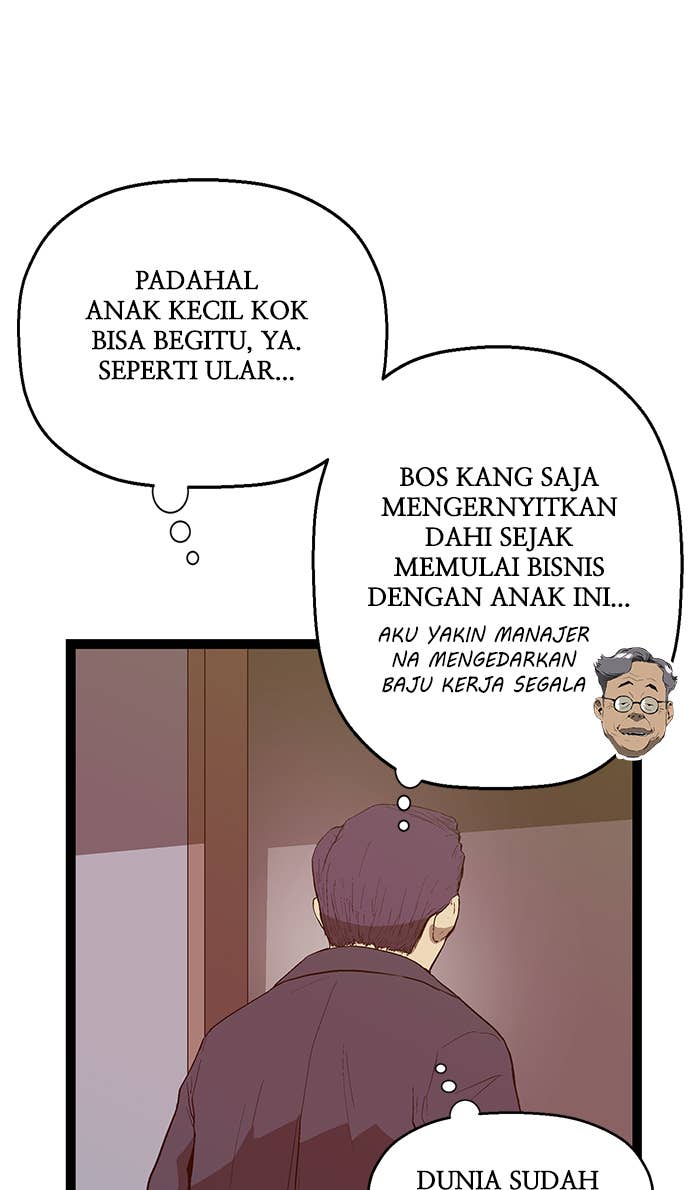 PADAHAL
ANAK KECIL KOK
BISA BEGITU, YA.
SEPERTI ULAR...
BOS KANG SAJA
MENGERNYITKAN
DAHI SEJAK
MEMULAI BISNIS
DENGAN ANAK INI...
AKU YAKIN MANAJER
NA MENGEDARKAN
BAJU KERJA SEGALA
DUNIA SUDAH